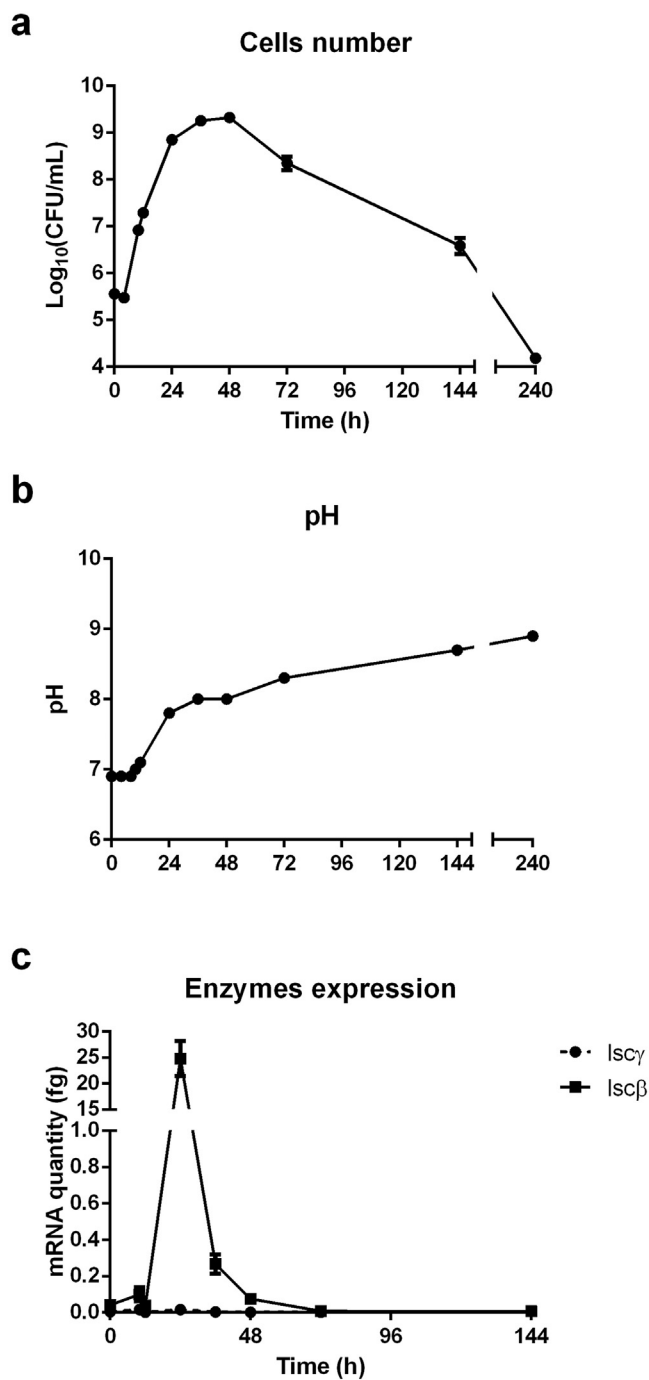 a
Cells number
10
9
8
7
6
5
4
Log10(CFU/mL)
0 24 48 72 96 120 144 240
Time (h)
b
pH
10
9
8
7
6
pH
0 24 48 72 96 120 144 240
c
Enzymes expression
30
25
20
15
1.0
0.8
0.6
0.4
0.2
0.0
mRNA quantity (fg)
0 48 96 144
Time (h)
Iscγ
Iscβ